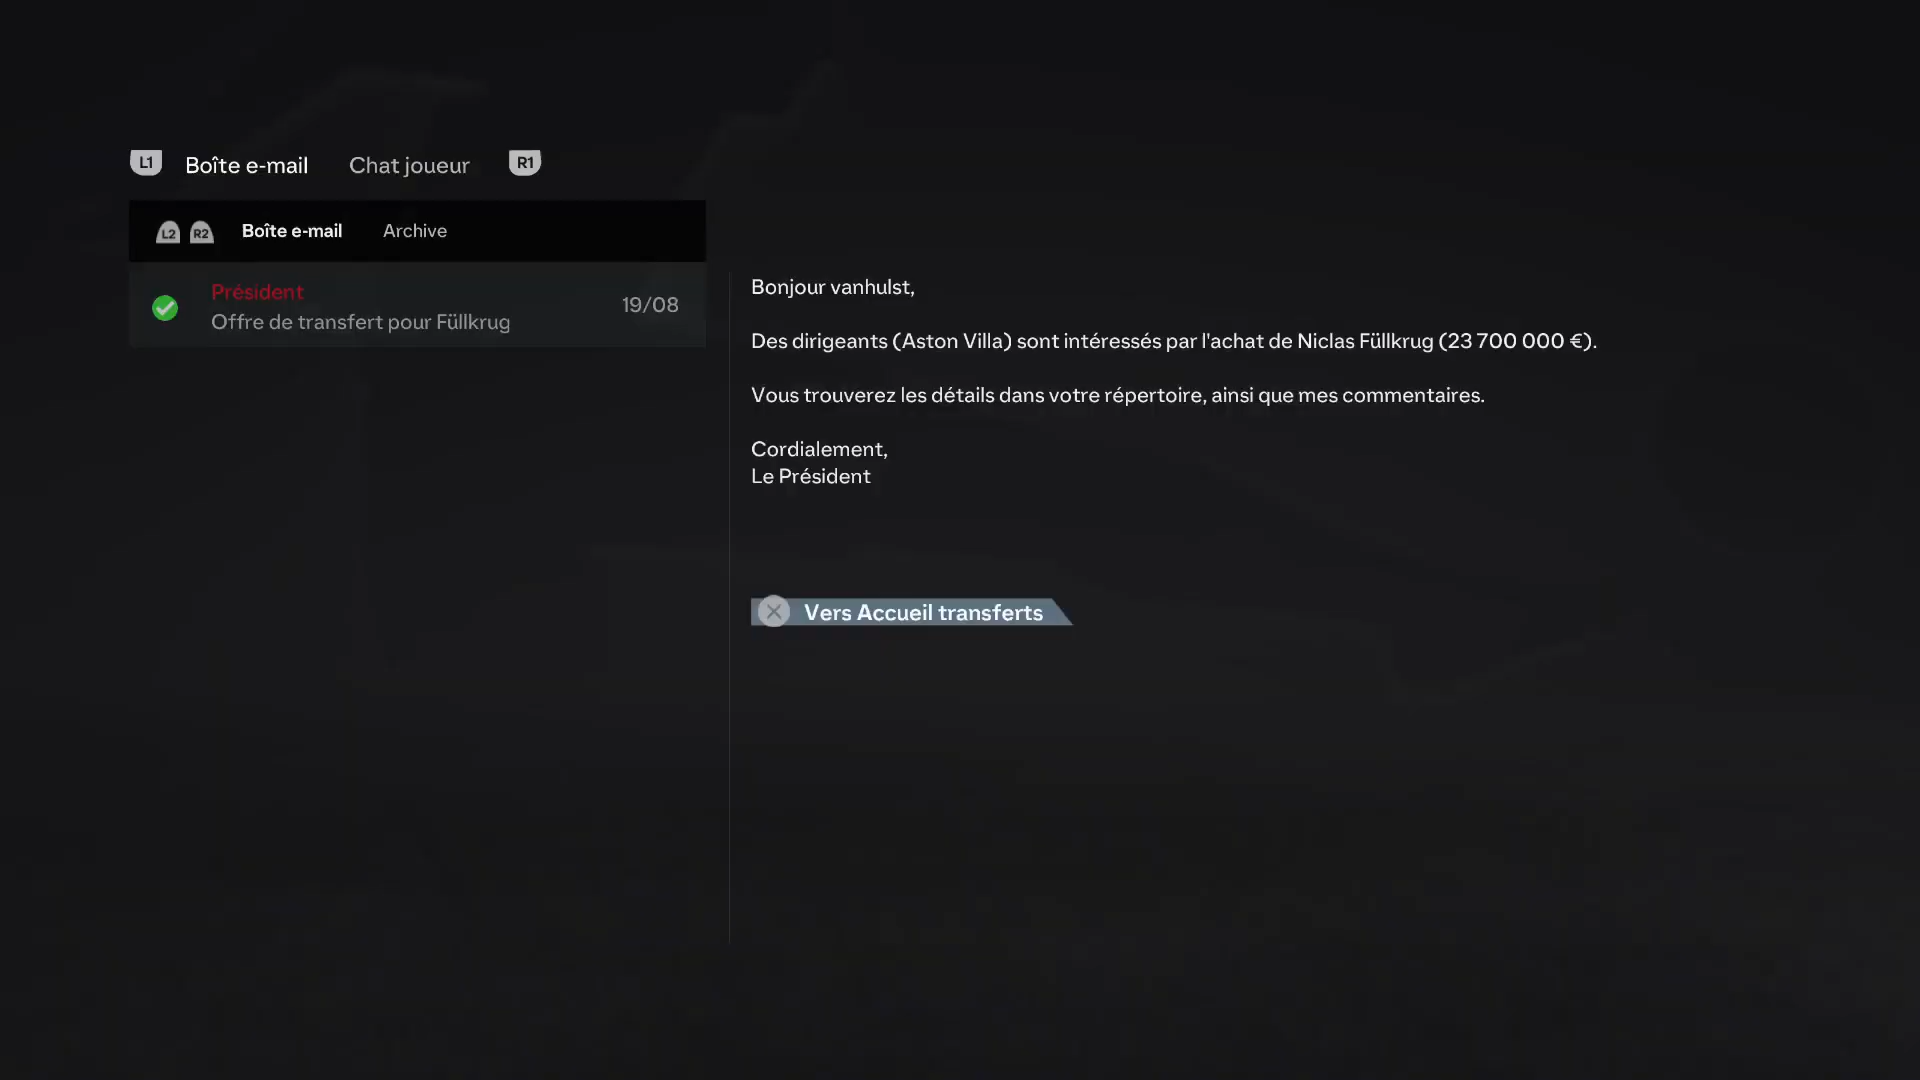 L1 Boîte e-mail Chat joueur R1
L2 R2 Boîte e-mail Archive
Président
Offre de transfert pour Füllkrug
19/08
Bonjour vanhulst,
Des dirigeants (Aston Villa) sont intéressés par l'achat de Niclas Füllkrug (23 700 000 €).
Vous trouverez les détails dans votre répertoire, ainsi que mes commentaires.
Cordialement,
Le Président
Vers Accueil transferts